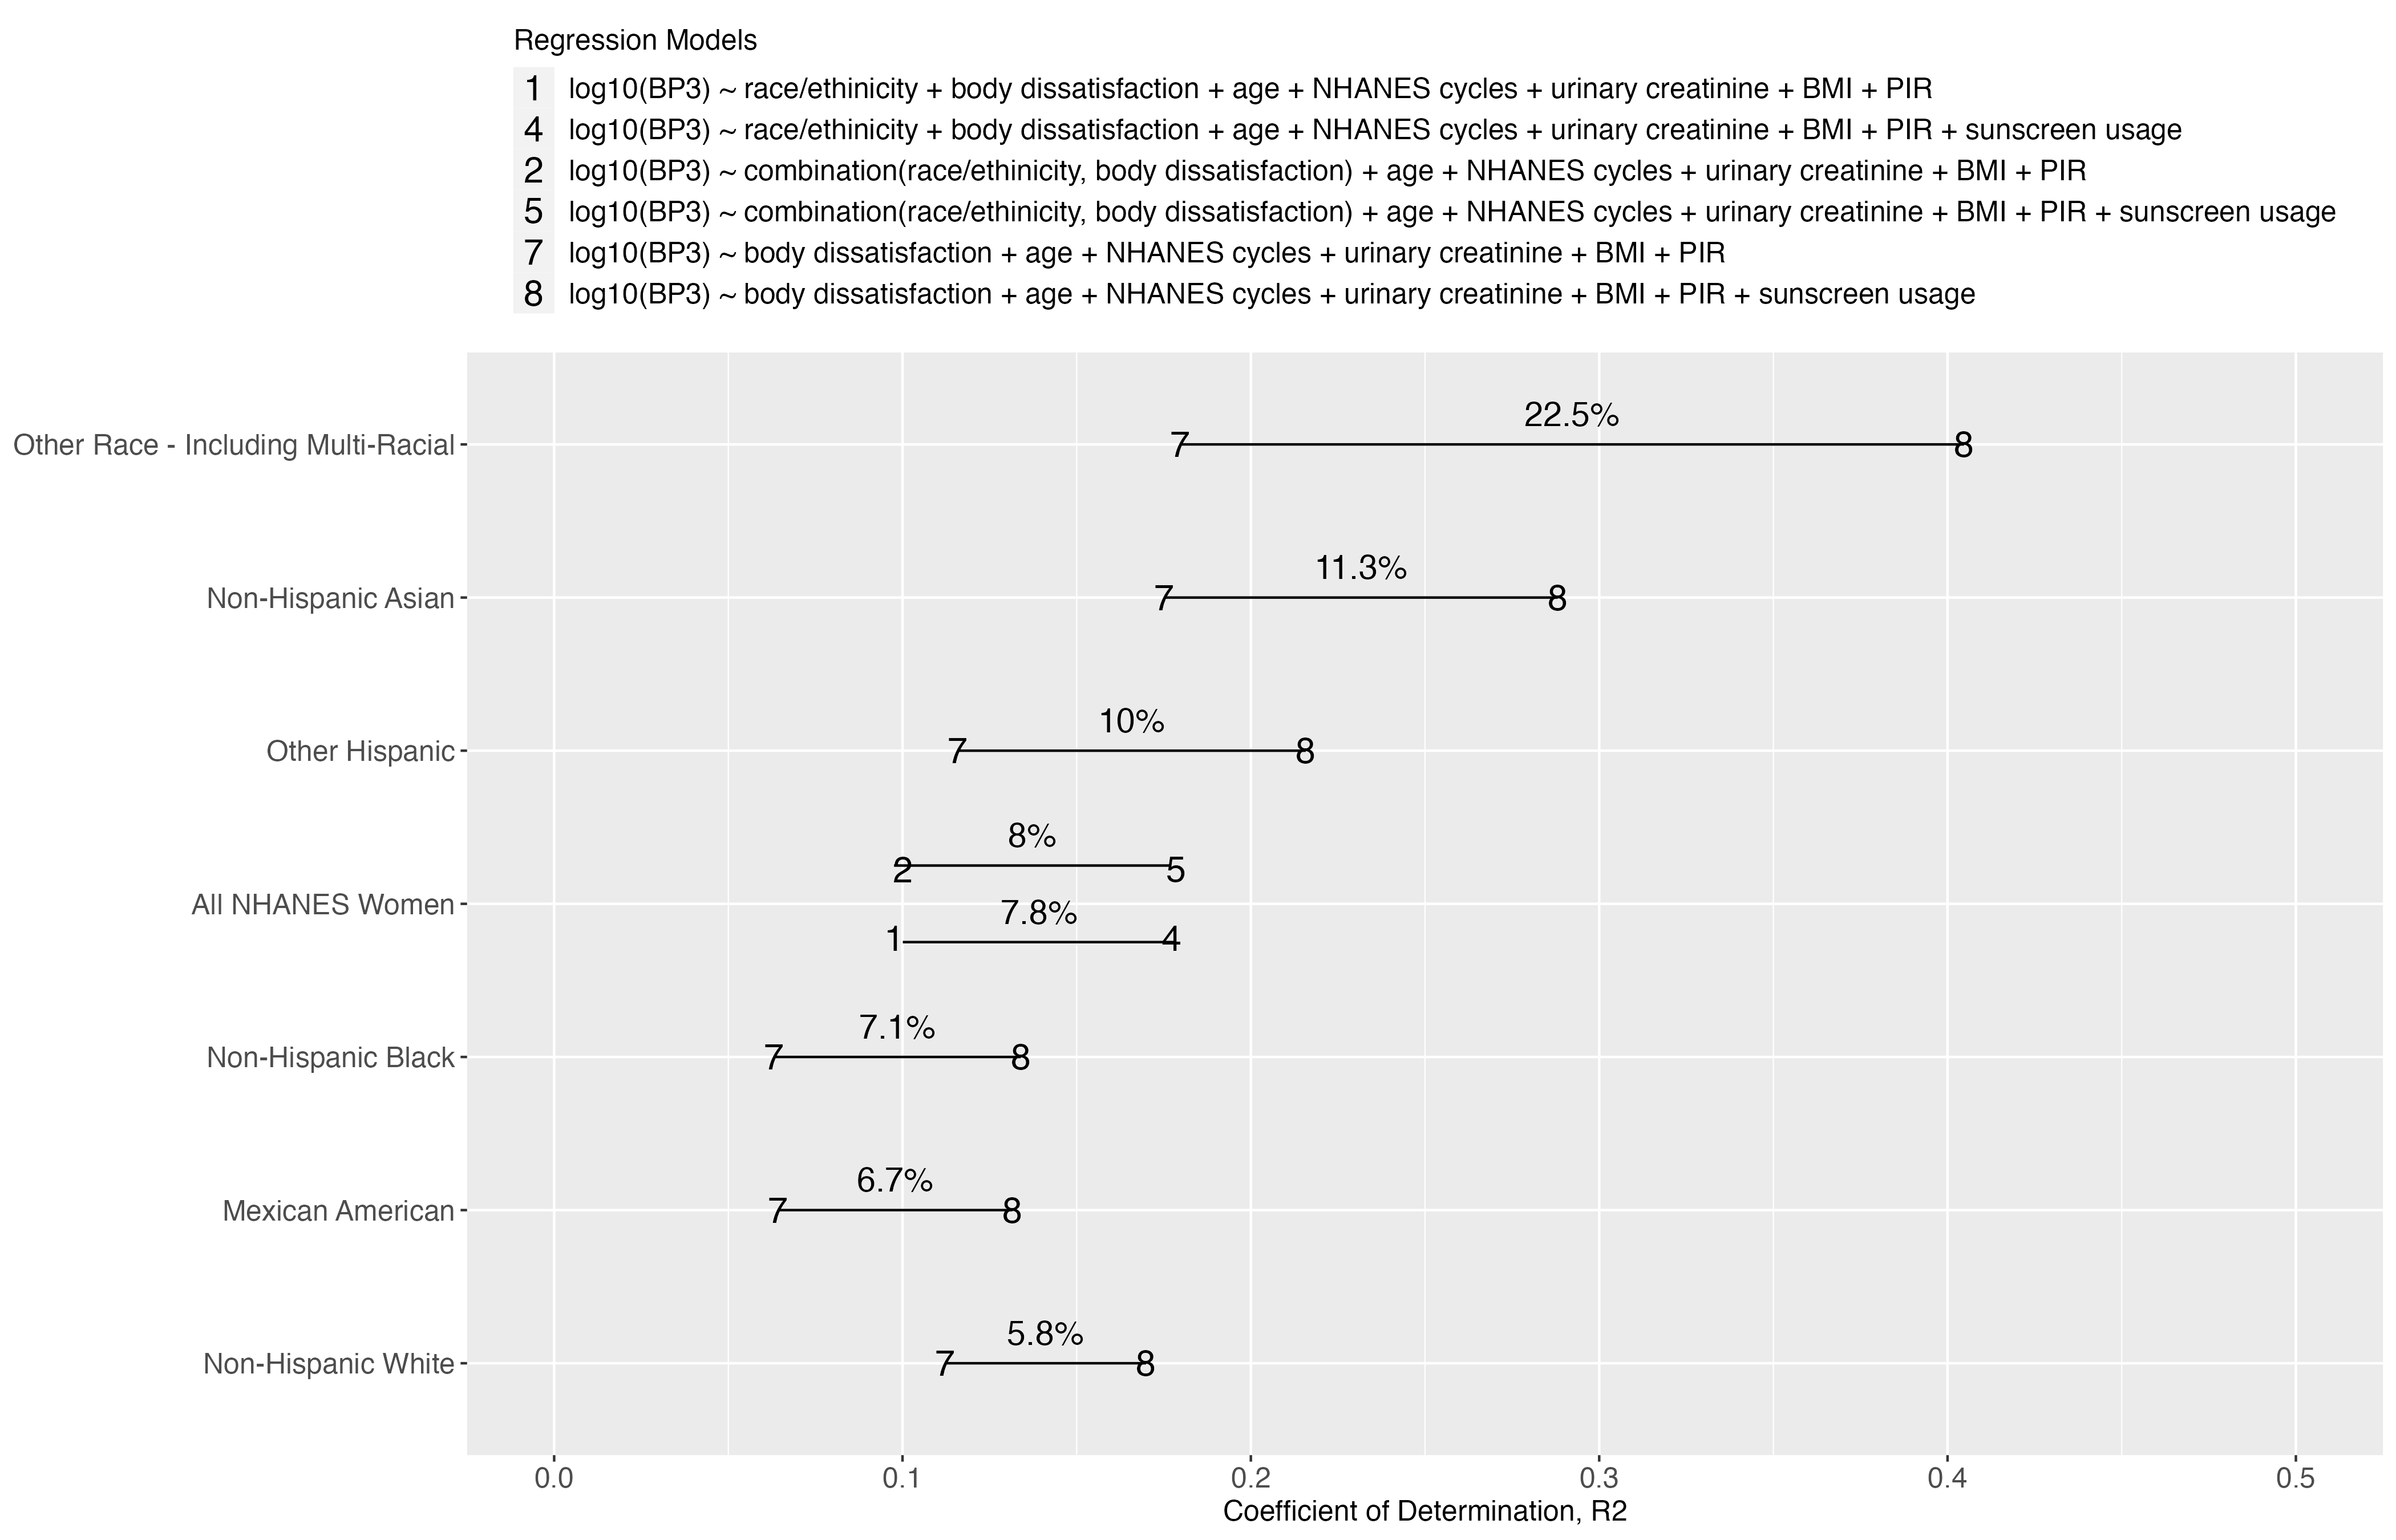 Regression Models
1 log10(BP3) ~ race/ethinicity + body dissatisfaction + age + NHANES cycles + urinary creatinine + BMI + PIR
4 log10(BP3) ~ race/ethinicity + body dissatisfaction + age + NHANES cycles + urinary creatinine + BMI + PIR + sunscreen usage
2 log10(BP3) ~ combination(race/ethinicity, body dissatisfaction) + age + NHANES cycles + urinary creatinine + BMI + PIR
5 log10(BP3) ~ combination(race/ethinicity, body dissatisfaction) + age + NHANES cycles + urinary creatinine + BMI + PIR + sunscreen usage
7 log10(BP3) ~ body dissatisfaction + age + NHANES cycles + urinary creatinine + BMI + PIR
8 log10(BP3) ~ body dissatisfaction + age + NHANES cycles + urinary creatinine + BMI + PIR + sunscreen usage
22.5%
Other Race - Including Multi-Racial 7 8
11.3%
Non-Hispanic Asian 7 8
10%
Other Hispanic 7 8
8%
2 5
All NHANES Women 7.8%
1 4
7.1%
Non-Hispanic Black 7 8
6.7%
Mexican American 7 8
5.8%
Non-Hispanic White 7 8
0.0 0.1 0.2 0.3 0.4 0.5
Coefficient of Determination, R2